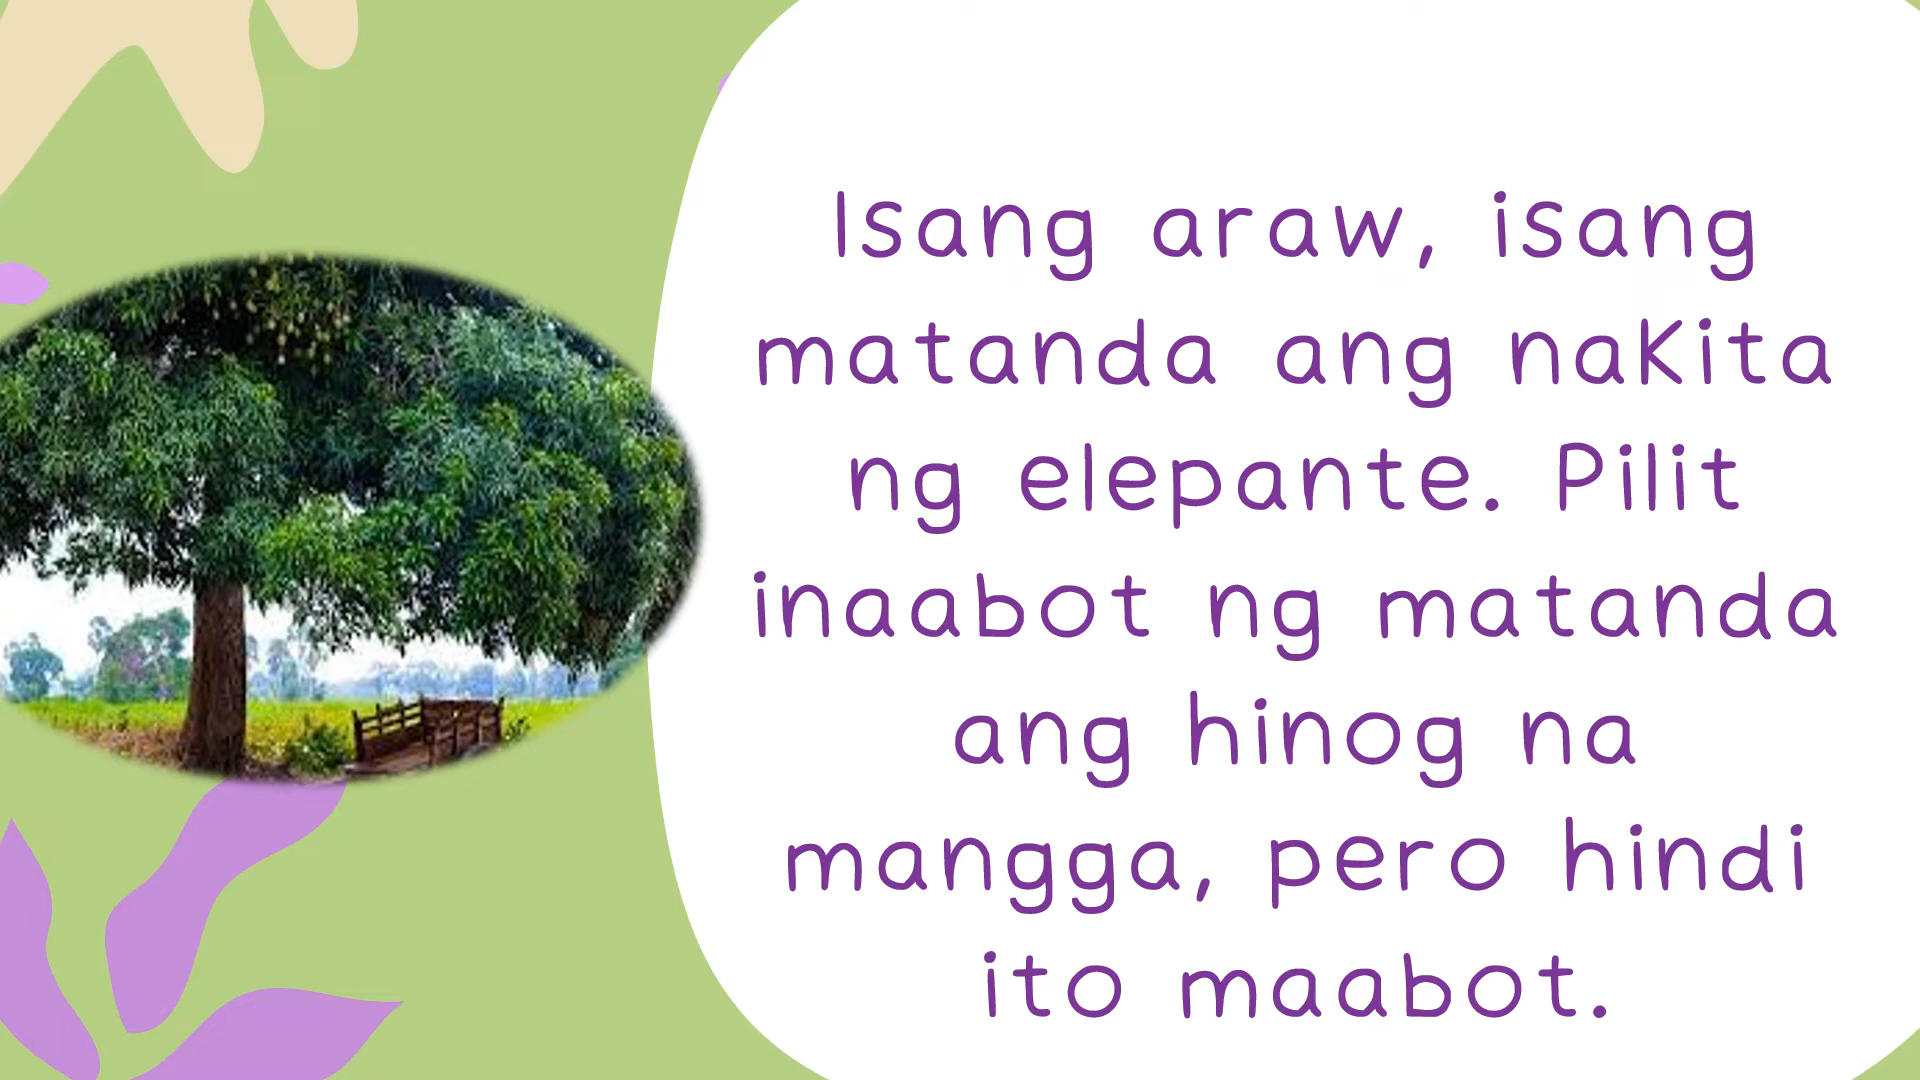 Isang araw, isang
matanda ang nakita
ng elepante. Pilit
inaabot ng matanda
ang hinog na
mangga, pero hindi
ito maabot.